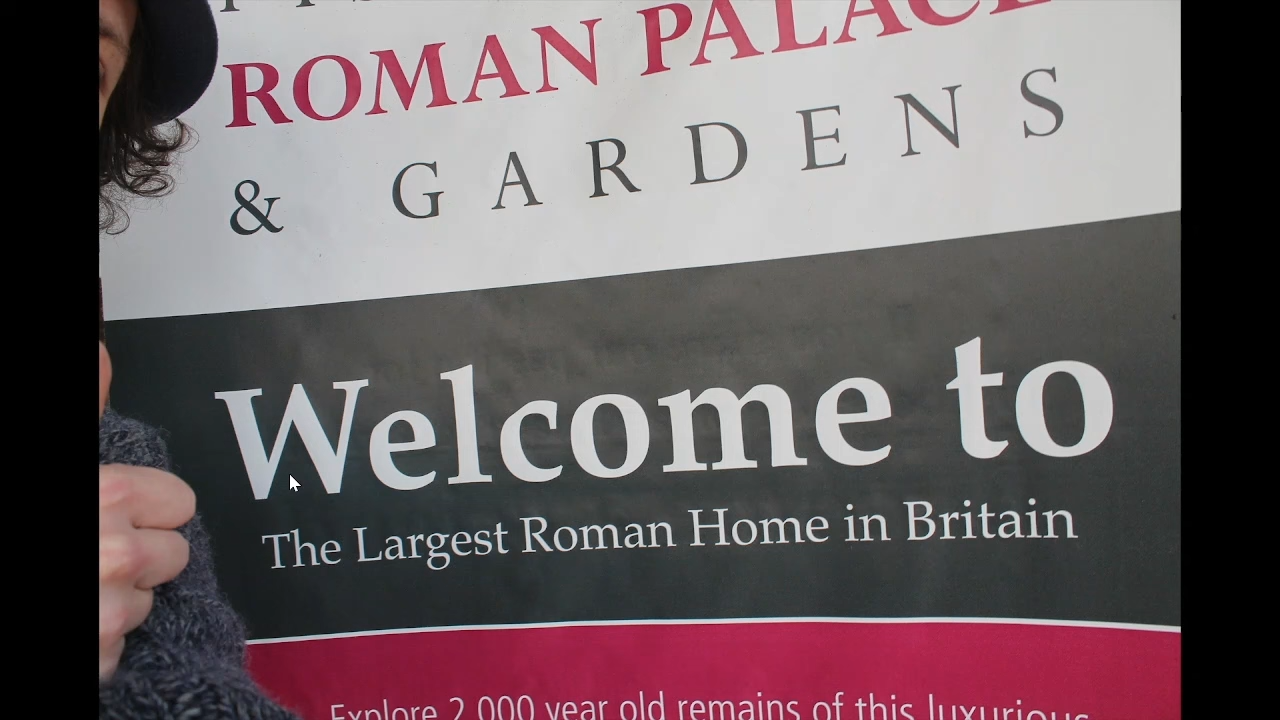 ROMAN PALACE
& GARDENS
Welcome to
The Largest Roman Home in Britain
Explore 2,000 year old remains of this luxurious